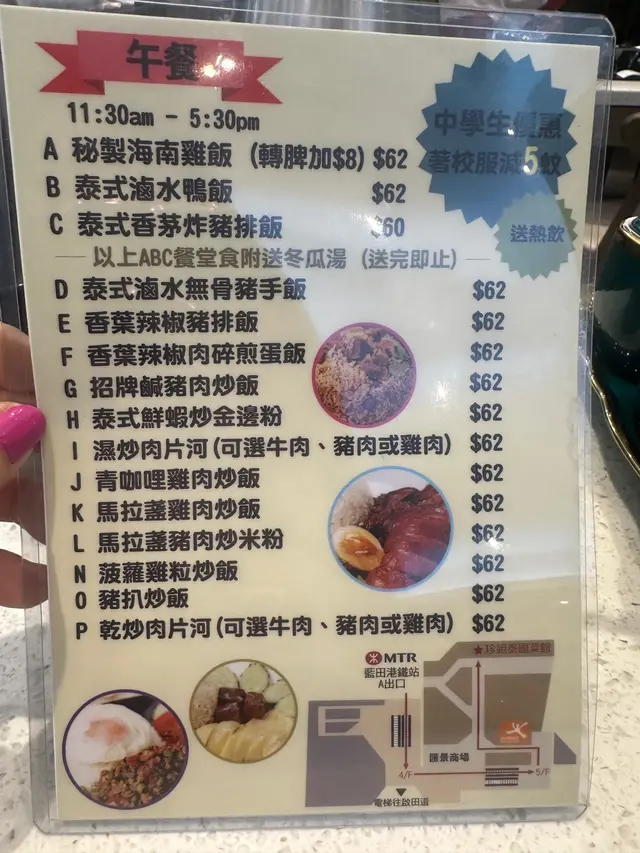 午餐
11:30am - 5:30pm
中學生優惠
著校服減5蚊
送熱飲
A 秘製海南雞飯 (轉脾加$8) $62
B 泰式滷水鴨飯 $62
C 泰式香茅炸豬排飯 $60
以上ABC餐堂食附送冬瓜湯 (送完即止)
D 泰式滷水無骨豬手飯 $62
E 香葉辣椒豬排飯 $62
F 香葉辣椒肉碎煎蛋飯 $62
G 招牌鹹豬肉炒飯 $62
H 泰式鮮蝦炒金邊粉 $62
I 濕炒肉片河(可選牛肉、豬肉或雞肉) $62
J 青咖哩雞肉炒飯 $62
K 馬拉盞雞肉炒飯 $62
L 馬拉盞豬肉炒米粉 $62
N 菠蘿雞粒炒飯 $62
O 豬扒炒飯 $62
P 乾炒肉片河(可選牛肉、豬肉或雞肉) $62
MTR
藍田港鐵站
A出口
匯景商場
4/F
5/F
電梯往啟田道